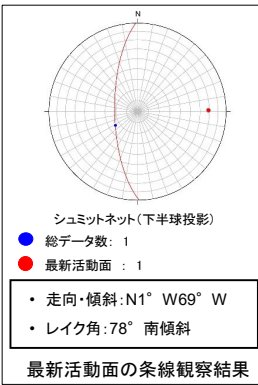 N
シュミットネット(下半球投影)
総データ数: 1
最新活動面 : 1
• 走向・傾斜:N1°W69°W
• レイク角:78°南傾斜
最新活動面の条線観察結果